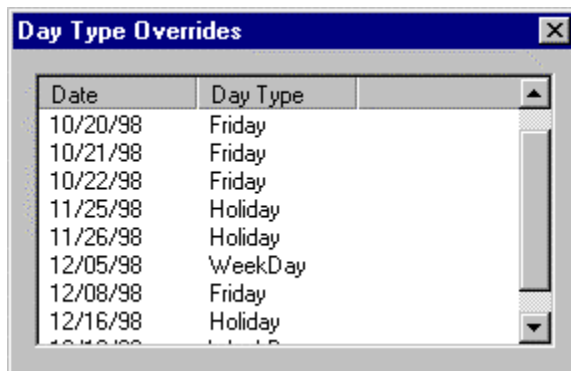 Day Type Overrides
Date Day Type
10/20/98 Friday
10/21/98 Friday
10/22/98 Friday
11/25/98 Holiday
11/26/98 Holiday
12/05/98 WeekDay
12/08/98 Friday
12/16/98 Holiday